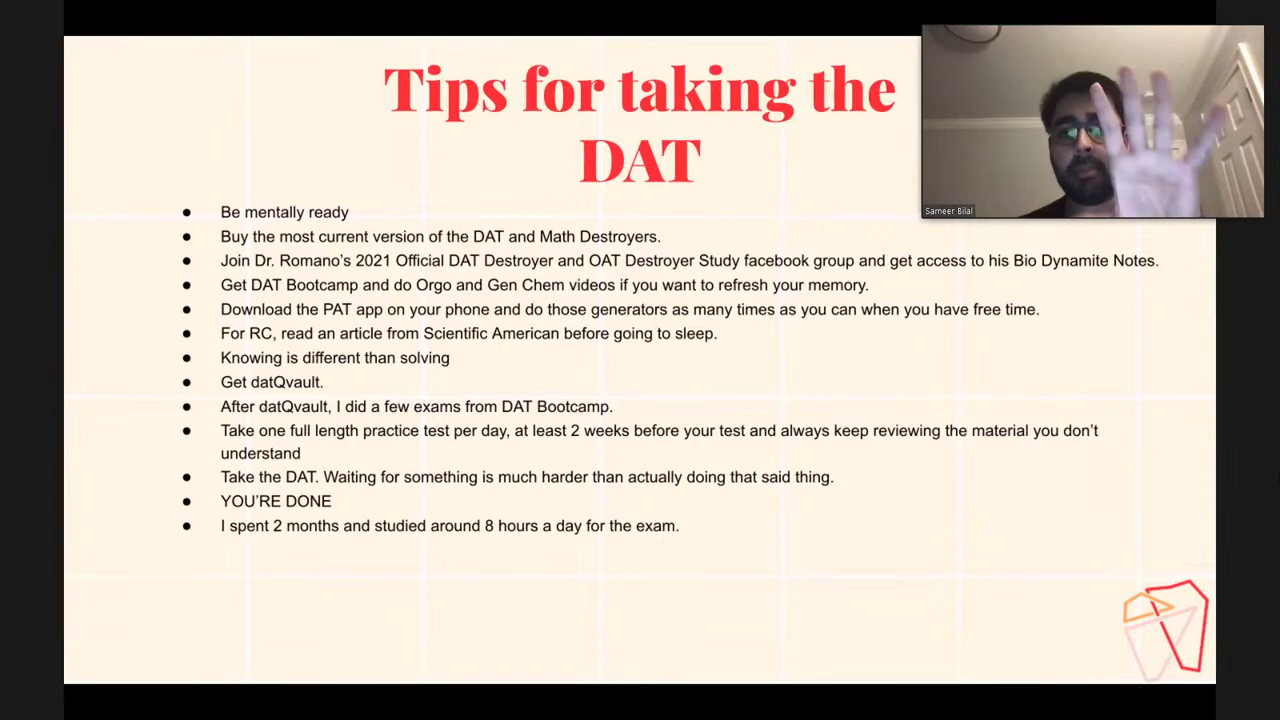 Tips for taking the
DAT
Sameer Bilal
● Be mentally ready
● Buy the most current version of the DAT and Math Destroyers.
● Join Dr. Romano's 2021 Official DAT Destroyer and OAT Destroyer Study facebook group and get access to his Bio Dynamite Notes.
● Get DAT Bootcamp and do Orgo and Gen Chem videos if you want to refresh your memory.
● Download the PAT app on your phone and do those generators as many times as you can when you have free time.
● For RC, read an article from Scientific American before going to sleep.
● Knowing is different than solving
● Get datQvault.
● After datQvault, I did a few exams from DAT Bootcamp.
● Take one full length practice test per day, at least 2 weeks before your test and always keep reviewing the material you don't
understand
● Take the DAT. Waiting for something is much harder than actually doing that said thing.
● YOU'RE DONE
● I spent 2 months and studied around 8 hours a day for the exam.